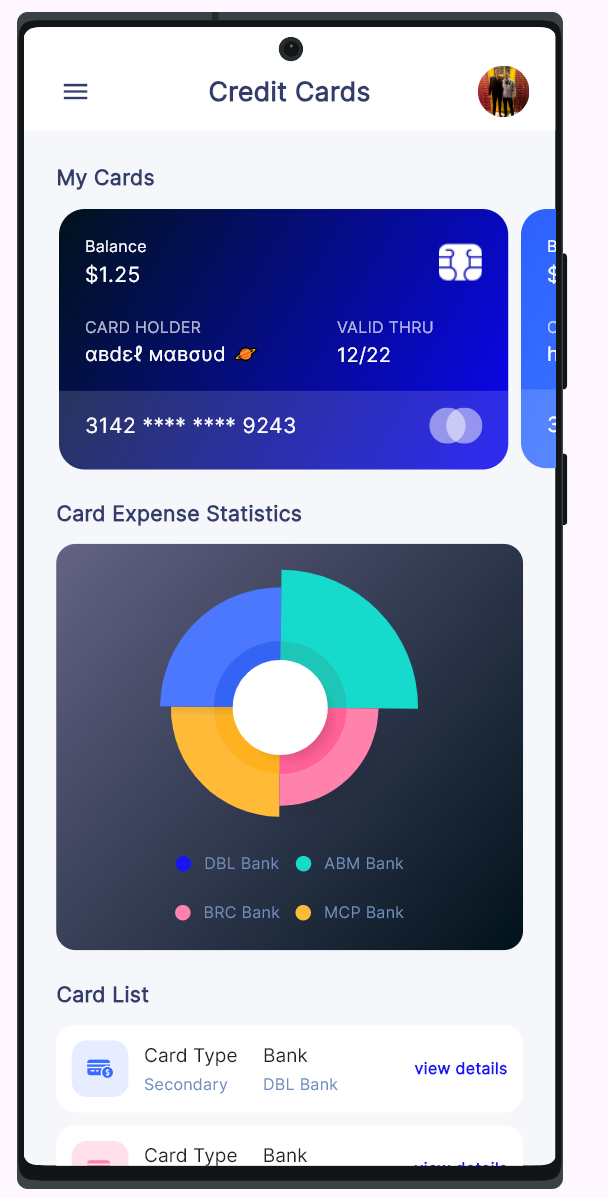 Credit Cards
My Cards
Balance
$1.25
CARD HOLDER
VALID THRU
αвdεℓ мαвσυd 🪐
12/22
3142 **** **** 9243
B
$
C
h
3
Card Expense Statistics
DBL Bank
ABM Bank
BRC Bank
MCP Bank
Card List
Card Type
Bank
Secondary
DBL Bank
view details
Card Type
Bank
view details